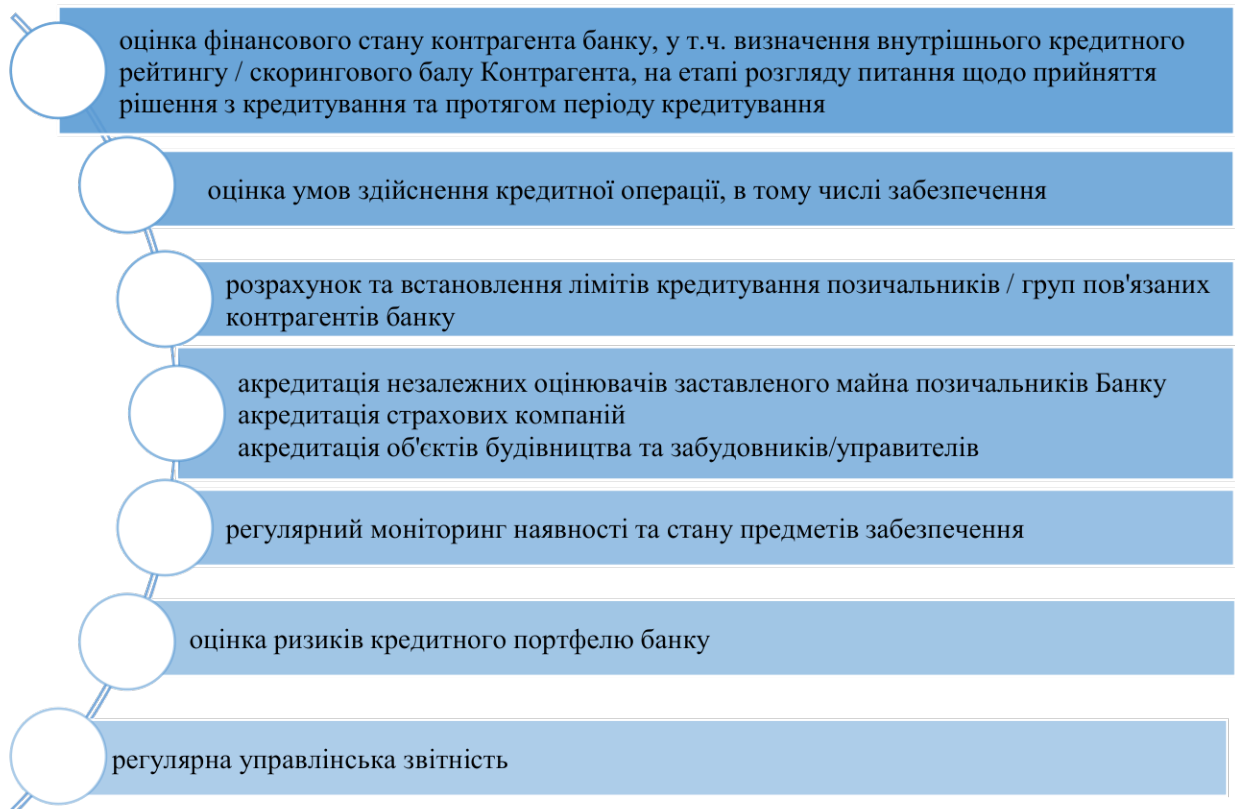 оцінка фінансового стану контрагента банку, у т.ч. визначення внутрішнього кредитного
рейтингу / скорингового балу Контрагента, на етапі розгляду питання щодо прийняття
рішення з кредитування та протягом періоду кредитування
оцінка умов здійснення кредитної операції, в тому числі забезпечення
розрахунок та встановлення лімітів кредитування позичальників / груп пов'язаних
контрагентів банку
акредитація незалежних оцінювачів заставленого майна позичальників Банку
акредитація страхових компаній
акредитація об'єктів будівництва та забудовників/управителів
регулярний моніторинг наявності та стану предметів забезпечення
оцінка ризиків кредитного портфелю банку
регулярна управлінська звітність